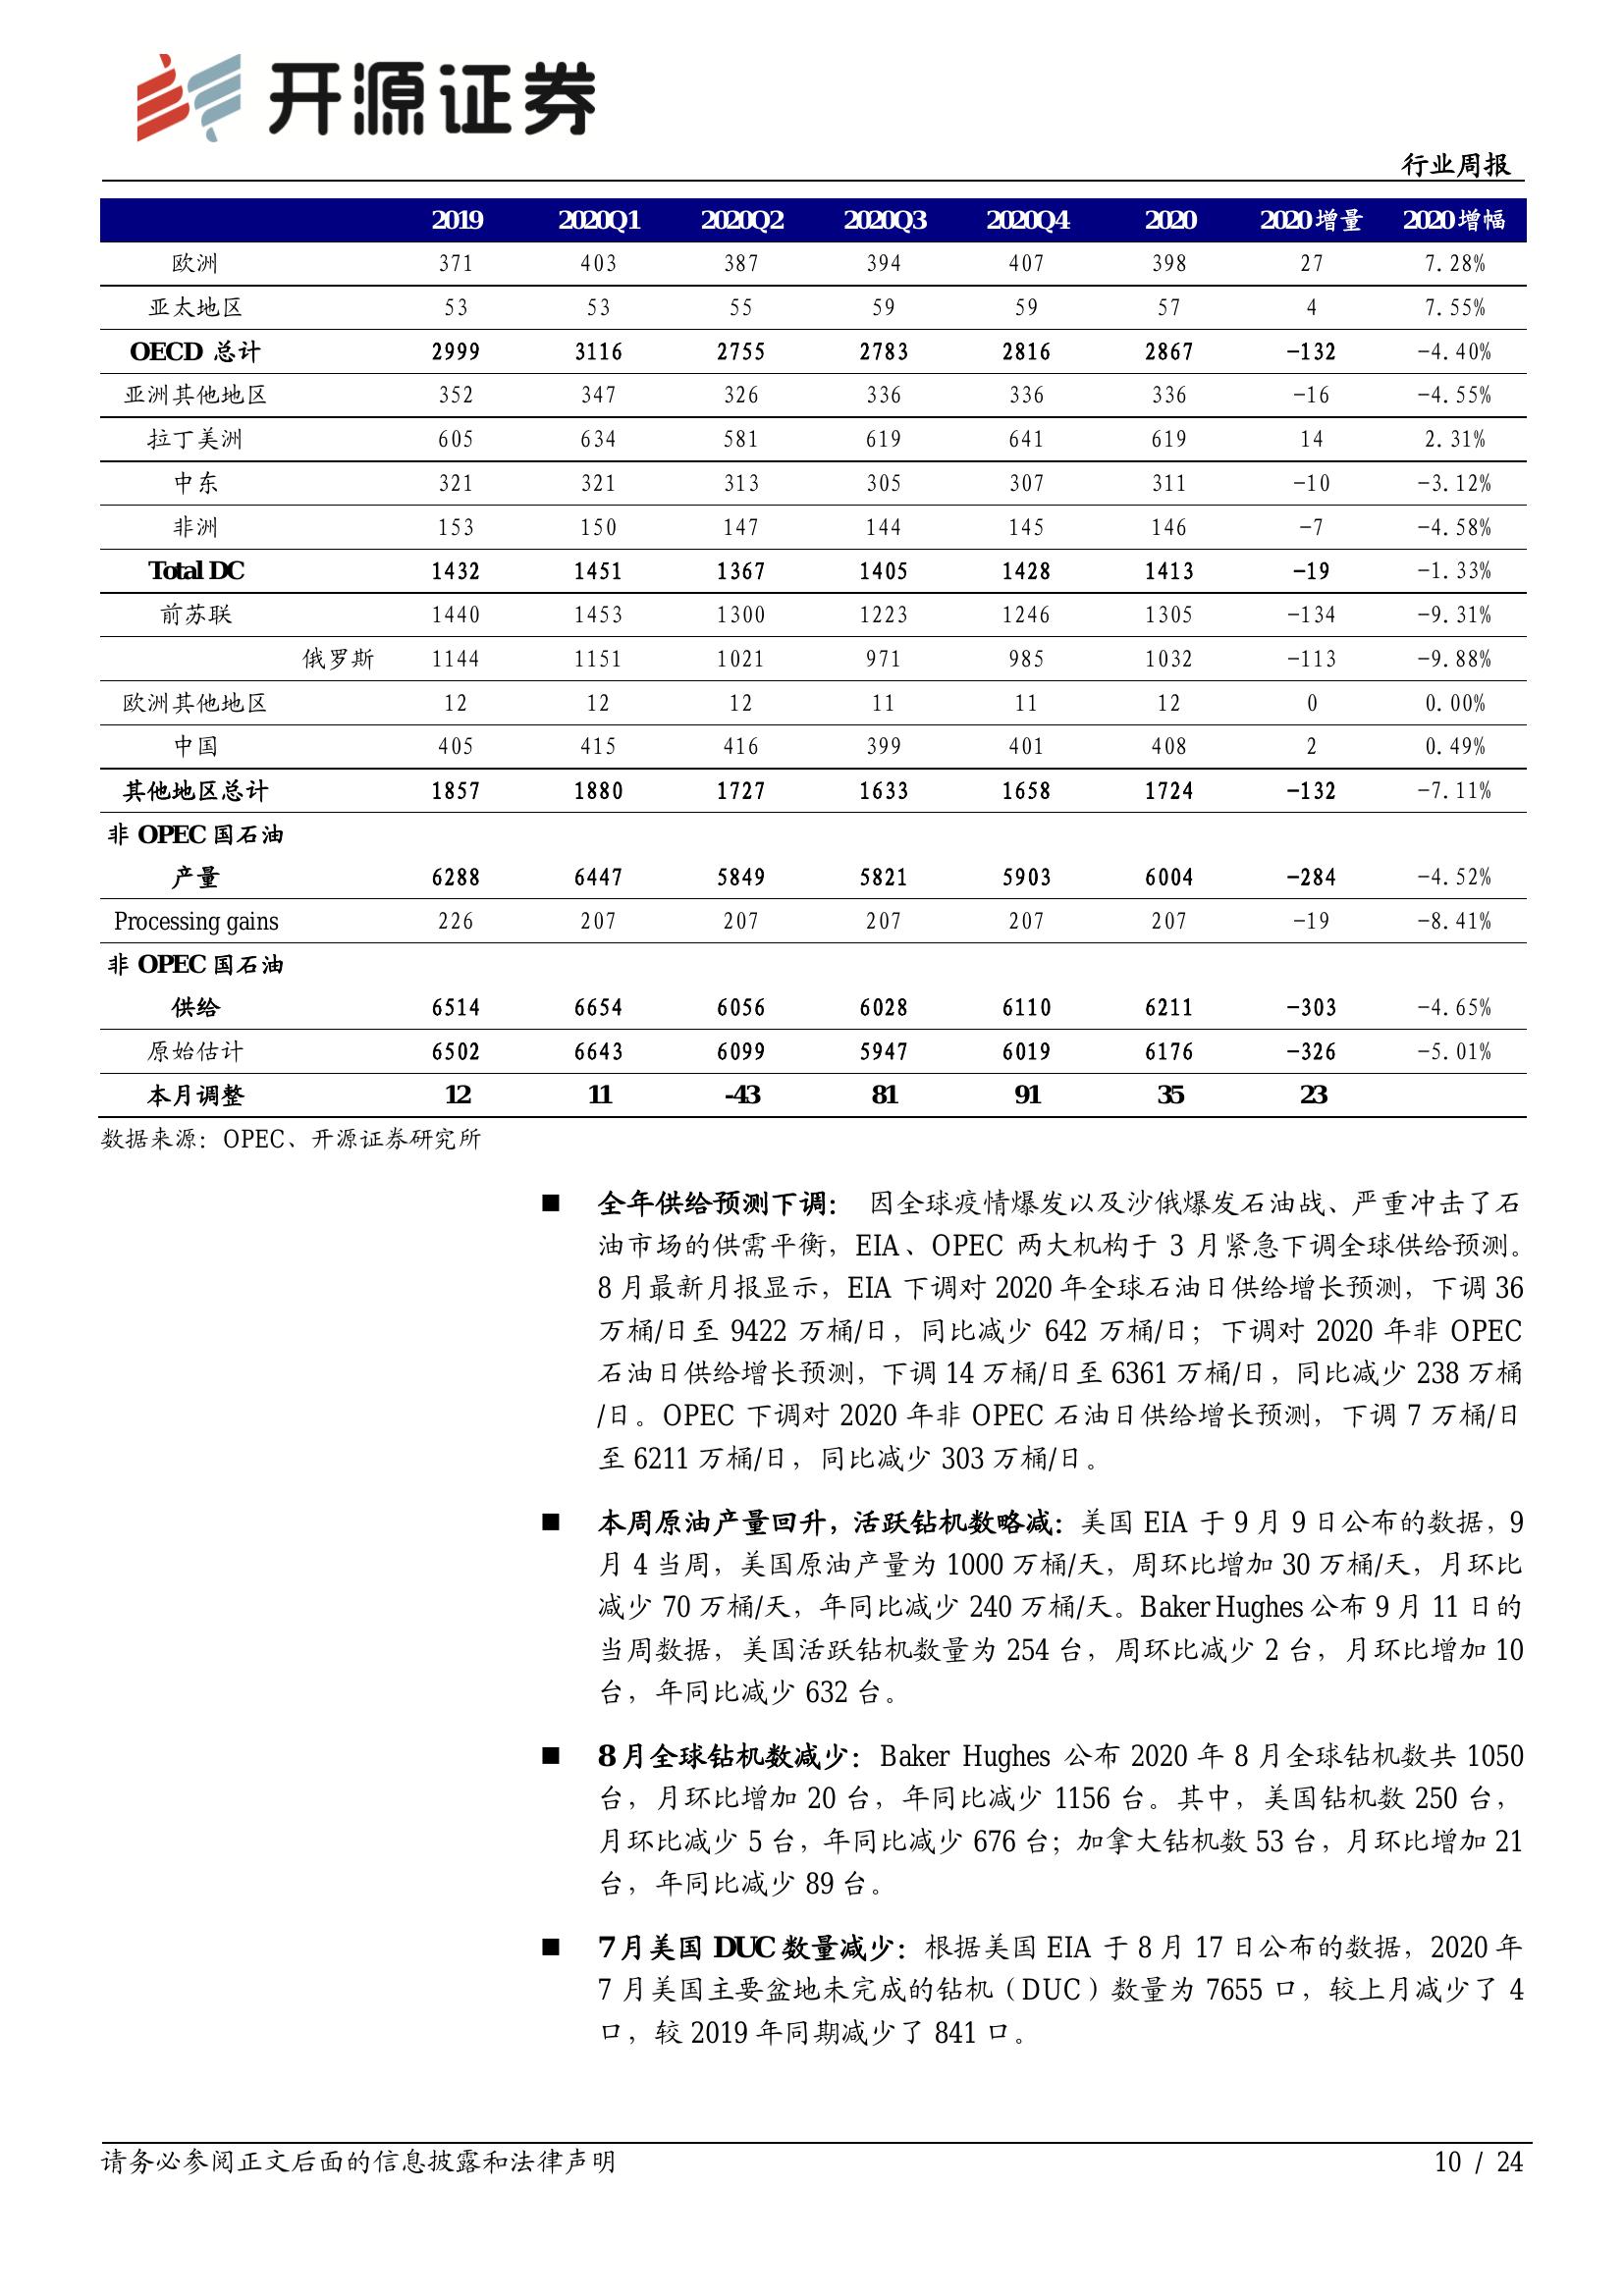 开源证券
行业周报
2019 2020Q1 2020Q2 2020Q3 2020Q4 2020 2020增量 2020增幅
欧洲 371 403 387 394 407 398 27 7.28%
亚太地区 53 53 55 59 59 57 4 7.55%
OECD 总计 2999 3116 2755 2783 2816 2867 -132 -4.40%
亚洲其他地区 352 347 326 336 336 336 -16 -4.55%
拉丁美洲 605 634 581 619 641 619 14 2.31%
中东 321 321 313 305 307 311 -10 -3.12%
非洲 153 150 147 144 145 146 -7 -4.58%
Total DC 1432 1451 1367 1405 1428 1413 -19 -1.33%
前苏联 1440 1453 1300 1223 1246 1305 -134 -9.31%
俄罗斯 1144 1151 1021 971 985 1032 -113 -9.88%
欧洲其他地区 12 12 12 11 11 12 0 0.00%
中国 405 415 416 399 401 408 2 0.49%
其他地区总计 1857 1880 1727 1633 1658 1724 -132 -7.11%
非 OPEC 国石油
产量 6288 6447 5849 5821 5903 6004 -284 -4.52%
Processing gains 226 207 207 207 207 207 -19 -8.41%
非 OPEC 国石油
供给 6514 6654 6056 6028 6110 6211 -303 -4.65%
原始估计 6502 6643 6099 5947 6019 6176 -326 -5.01%
本月调整 12 11 -43 81 91 35 23
数据来源：OPEC、开源证券研究所
■ 全年供给预测下调： 因全球疫情爆发以及沙俄爆发石油战、严重冲击了石
油市场的供需平衡，EIA、OPEC 两大机构于 3 月紧急下调全球供给预测。
8 月最新月报显示，EIA 下调对 2020 年全球石油日供给增长预测，下调 36
万桶/日至 9422 万桶/日，同比减少 642 万桶/日；下调对 2020 年非 OPEC
石油日供给增长预测，下调 14 万桶/日至 6361 万桶/日，同比减少 238 万桶
/日。OPEC 下调对 2020 年非 OPEC 石油日供给增长预测，下调 7 万桶/日
至 6211 万桶/日，同比减少 303 万桶/日。
■ 本周原油产量回升，活跃钻机数略减：美国 EIA 于 9 月 9 日公布的数据，9
月 4 当周，美国原油产量为 1000 万桶/天，周环比增加 30 万桶/天，月环比
减少 70 万桶/天，年同比减少 240 万桶/天。Baker Hughes 公布 9 月 11 日的
当周数据，美国活跃钻机数量为 254 台，周环比减少 2 台，月环比增加 10
台，年同比减少 632 台。
■ 8 月全球钻机数减少：Baker Hughes 公布 2020 年 8 月全球钻机数共 1050
台，月环比增加 20 台，年同比减少 1156 台。其中，美国钻机数 250 台，
月环比减少 5 台，年同比减少 676 台；加拿大钻机数 53 台，月环比增加 21
台，年同比减少 89 台。
■ 7 月美国 DUC 数量减少：根据美国 EIA 于 8 月 17 日公布的数据，2020 年
7 月美国主要盆地未完成的钻机（DUC）数量为 7655 口，较上月减少了 4
口，较 2019 年同期减少了 841 口。
请务必参阅正文后面的信息披露和法律声明 10 / 24